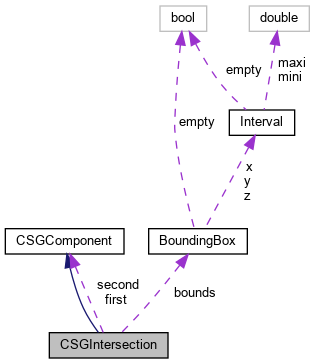 bool
double
empty
maxi
mini
empty
Interval
x
y
z
CSGComponent
BoundingBox
second
first
bounds
CSGIntersection